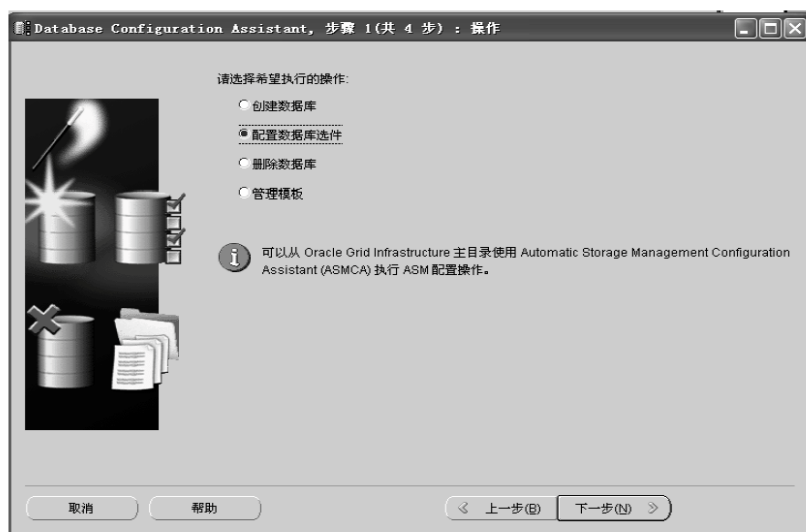 Database Configuration Assistant, 步骤 1(共 4 步) : 操作
请选择希望执行的操作:
创建数据库
配置数据库选件
删除数据库
管理模板
可以从 Oracle Grid Infrastructure 主目录使用 Automatic Storage Management Configuration
Assistant (ASMCA) 执行 ASM 配置操作。
取消
帮助
上一步(B)
下一步(N)